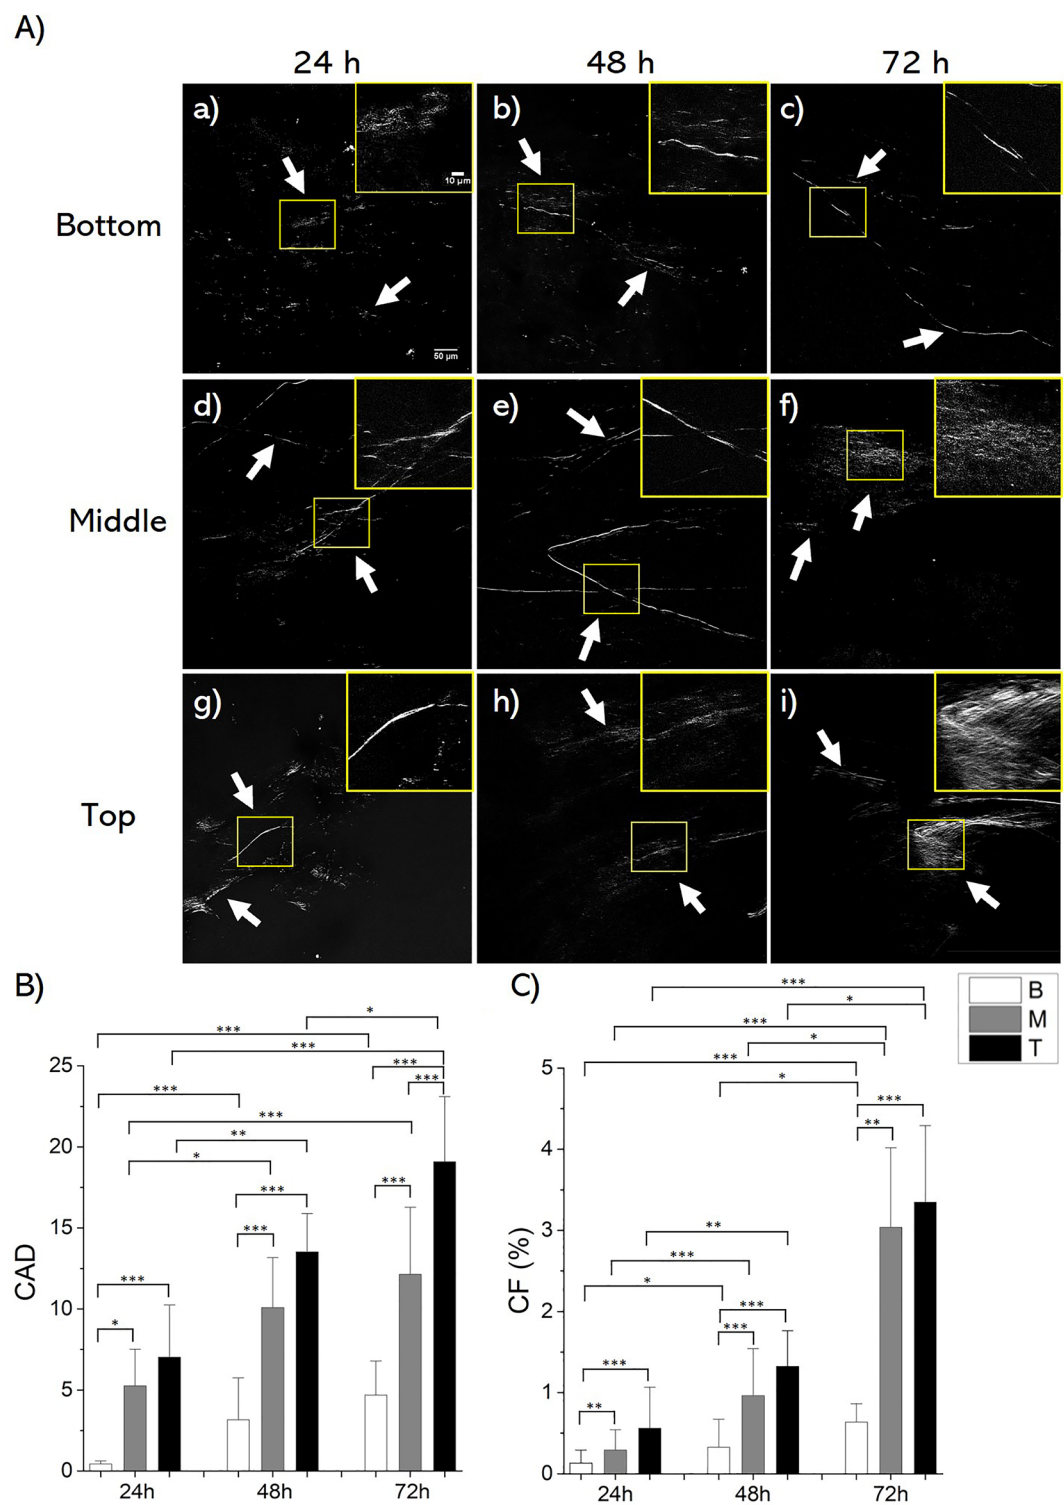 A)
24 h 48 h 72 h
a) b) c)
10 µm
Bottom
50 µm
d) e) f)
Middle
g) h) i)
Top
B) C)
B
M
T
* *** *** *** *** *** *** ** * *** *** *** *** *
25
20
15
10
5
0
CAD
24h 48h 72h
*** * *** * *** * *** ** ** *** * *** *** *** **
5
4
3
2
1
0
CF (%)
24h 48h 72h